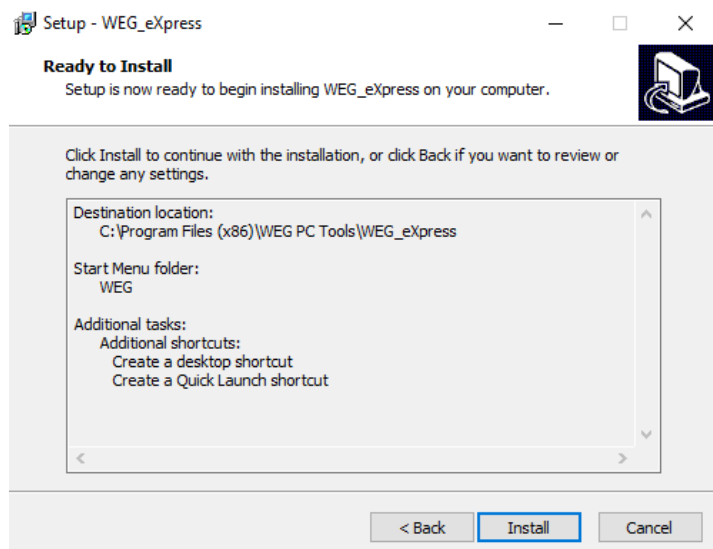 Setup - WEG_eXpress
Ready to Install
Setup is now ready to begin installing WEG_eXpress on your computer.
Click Install to continue with the installation, or click Back if you want to review or
change any settings.
Destination location:
C:\Program Files (x86)\WEG PC Tools\WEG_eXpress
Start Menu folder:
WEG
Additional tasks:
Additional shortcuts:
Create a desktop shortcut
Create a Quick Launch shortcut
< Back
Install
Cancel